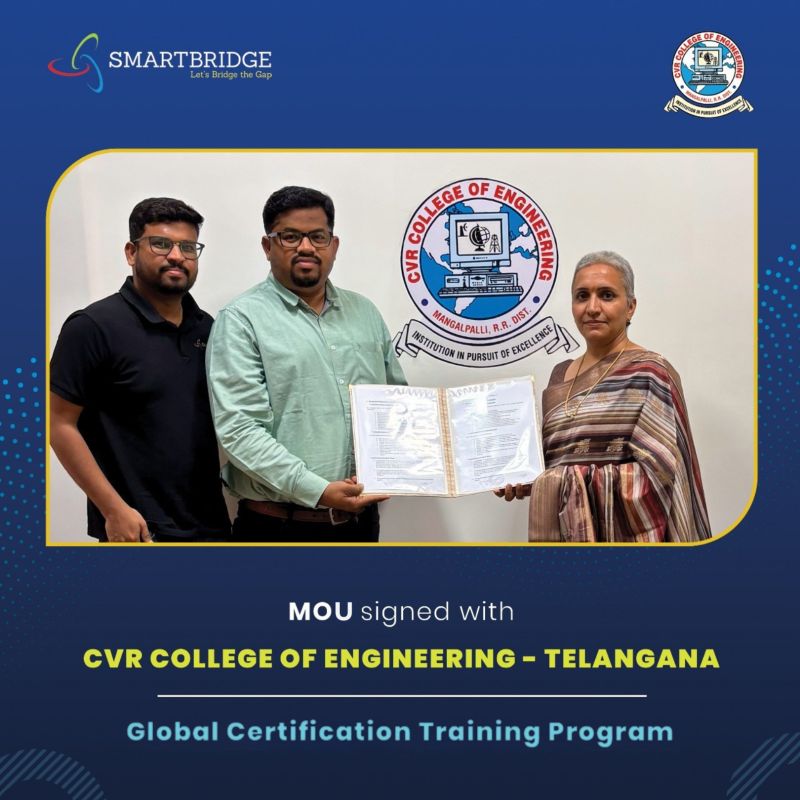 SMARTBRIDGE
Let's Bridge the Gap
CVR COLLEGE OF ENGINEERING
MANGALPALLI, R.R. DIST.
INSTITUTION IN PURSUIT OF EXCELLENCE
CVR COLLEGE OF ENGINEERING
MANGALPALLI, R.R. DIST.
INSTITUTION IN PURSUIT OF EXCELLENCE
MOU signed with
CVR COLLEGE OF ENGINEERING - TELANGANA
Global Certification Training Program